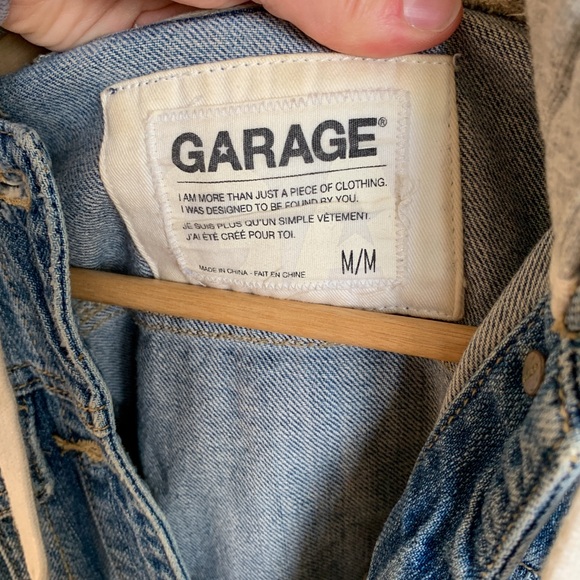 GARAGE®
I AM MORE THAN JUST A PIECE OF CLOTHING.
I WAS DESIGNED TO BE FOUND BY YOU.
JE SUIS PLUS QU'UN SIMPLE VÊTEMENT.
J'AI ÉTÉ CRÉÉ POUR TOI.
MADE IN CHINA - FAIT EN CHINE
M/M